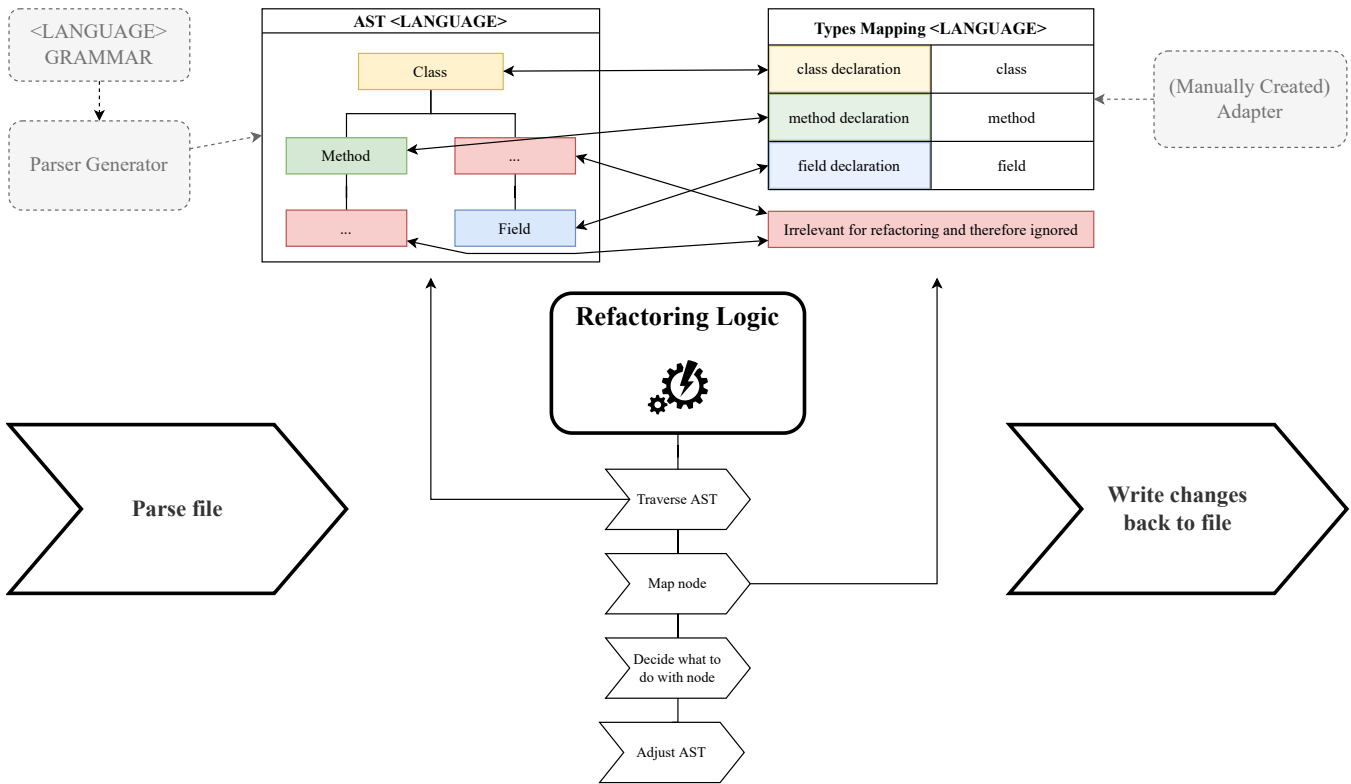 <LANGUAGE>
GRAMMAR
Parser Generator
AST <LANGUAGE>
Class
Method
...
...
Field
Types Mapping <LANGUAGE>
class declaration
class
method declaration
method
field declaration
field
Irrelevant for refactoring and therefore ignored
(Manually Created)
Adapter
Refactoring Logic
Parse file
Traverse AST
Map node
Decide what to
do with node
Adjust AST
Write changes
back to file